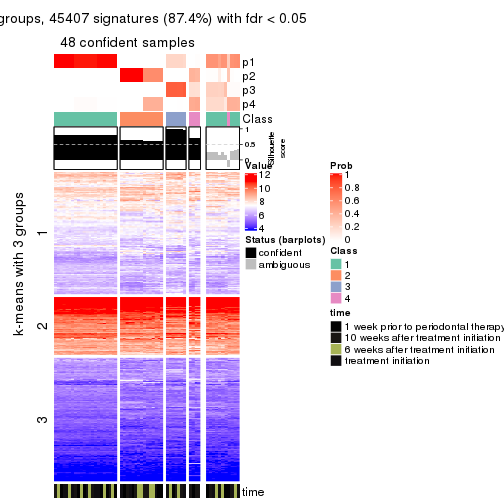 groups, 45407 signatures (87.4%) with fdr < 0.05
48 confident samples
p1
p2
p3
p4
Class
1
0.5
0
Silhouette
score
k-means with 3 groups
1
2
3
Value
12
10
8
6
4
Status (barplots)
confident
ambiguous
Prob
1
0.8
0.6
0.4
0.2
0
Class
1
2
3
4
time
1 week prior to periodontal therapy
10 weeks after treatment initiation
6 weeks after treatment initiation
treatment initiation
time